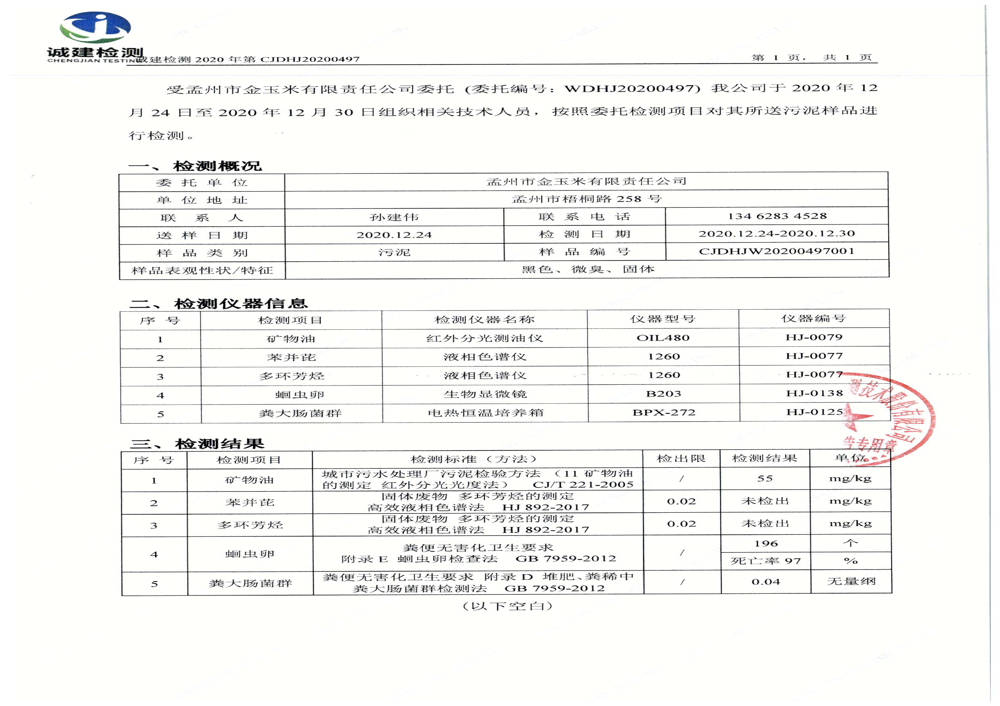 诚建检测
CHENGJIAN TESTING
诚建检测 2020 年第 CJDHJ20200497
第 1 页， 共 1 页
受孟州市金玉米有限责任公司委托 (委托编号: WDHJ20200497) 我公司于 2020 年 12
月 24 日至 2020 年 12 月 30 日组织相关技术人员，按照委托检测项目对其所送污泥样品进
行检测。
一、检测概况
委 托 单 位 孟州市金玉米有限责任公司
单 位 地 址 孟州市梧桐路 258 号
联 系 人 孙建伟 联 系 电 话 134 6283 4528
送 样 日 期 2020.12.24 检 测 日 期 2020.12.24-2020.12.30
样 品 类 别 污泥 样 品 编 号 CJDHJW20200497001
样品表观性状/特征 黑色、微臭、固体
二、检测仪器信息
序 号 检测项目 检测仪器名称 仪器型号 仪器编号
1 矿物油 红外分光测油仪 OIL480 HJ-0079
2 苯并芘 液相色谱仪 1260 HJ-0077
3 多环芳烃 液相色谱仪 1260 HJ-0077
4 蛔虫卵 生物显微镜 B203 HJ-0138
5 粪大肠菌群 电热恒温培养箱 BPX-272 HJ-0125
测技术股份有限公司
告专用章
三、检测结果
序 号 检测项目 检测标准（方法） 检出限 检测结果 单位
1 矿物油 城市污水处理厂污泥检验方法 （11 矿物油
的测定 红外分光光度法） CJ/T 221-2005 / 55 mg/kg
2 苯并芘 固体废物 多环芳烃的测定
高效液相色谱法 HJ 892-2017 0.02 未检出 mg/kg
3 多环芳烃 固体废物 多环芳烃的测定
高效液相色谱法 HJ 892-2017 0.02 未检出 mg/kg
4 蛔虫卵 粪便无害化卫生要求
附录 E 蛔虫卵检查法 GB 7959-2012 / 196 个
死亡率 97 %
5 粪大肠菌群 粪便无害化卫生要求 附录 D 堆肥、粪稀中
粪大肠菌群检测法 GB 7959-2012 / 0.04 无量纲
（以下空白）